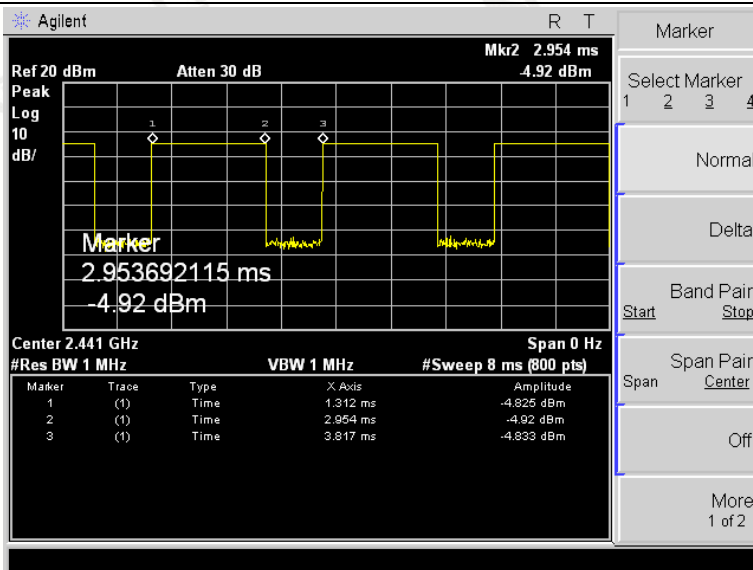 Agilent R T
Mkr2 2.954 ms
Ref 20 dBm Atten 30 dB -4.92 dBm
Peak
Log
10
dB/
1 2 3
Marker
2.953692115 ms
-4.92 dBm
Center 2.441 GHz Span 0 Hz
#Res BW 1 MHz VBW 1 MHz #Sweep 8 ms (800 pts)
Marker Trace Type X Axis Amplitude
1 (1) Time 1.312 ms -4.825 dBm
2 (1) Time 2.954 ms -4.92 dBm
3 (1) Time 3.817 ms -4.833 dBm
Marker
Select Marker
1 2 3 4
Normal
Delta
Band Pair
Start Stop
Span Pair
Span Center
Off
More
1 of 2